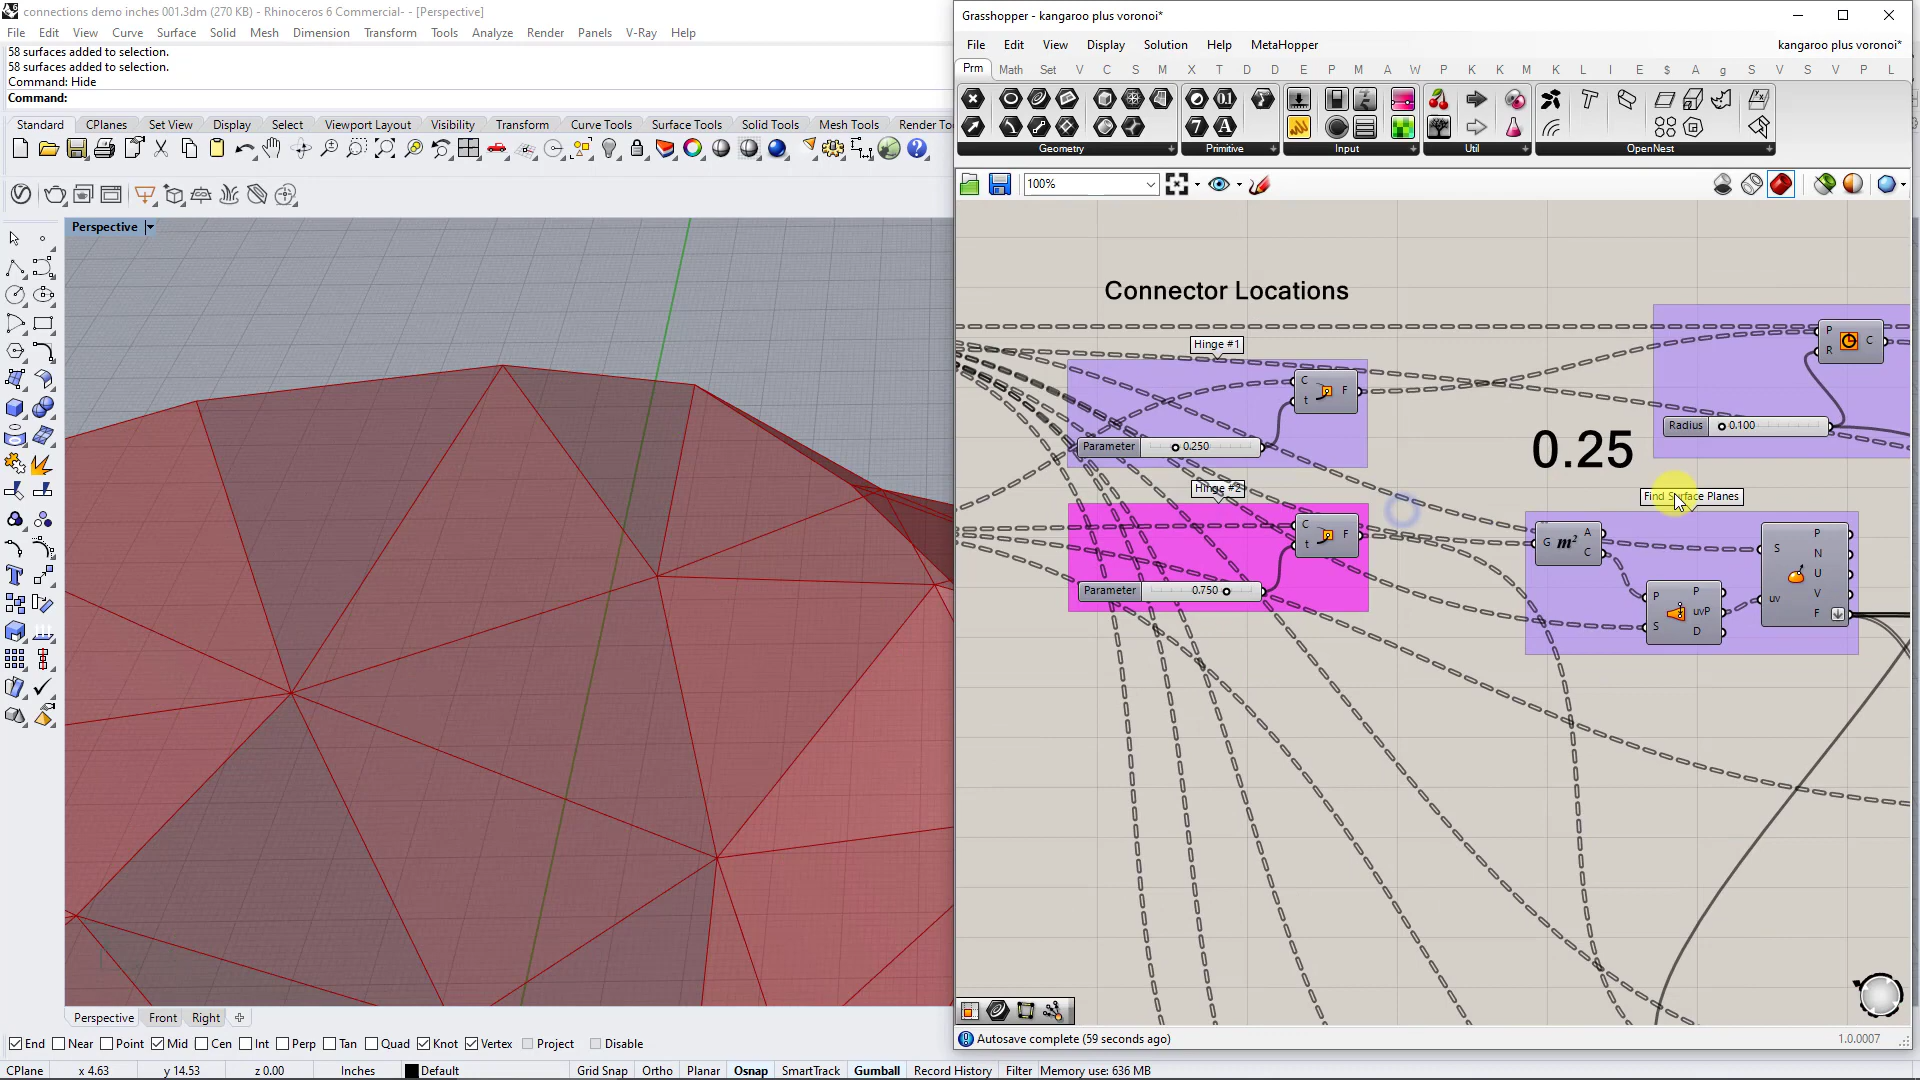 connections demo inches 001.3dm (270 KB) - Rhinoceros 6 Commercial- - [Perspective]
File Edit View Curve Surface Solid Mesh Dimension Transform Tools Analyze Render Panels V-Ray Help
58 surfaces added to selection.
58 surfaces added to selection.
Command: Hide
Command:
Standard CPlanes Set View Display Select Viewport Layout Visibility Transform Curve Tools Surface Tools Solid Tools Mesh Tools Render To
Perspective
Perspective Front Right
End Near Point Mid Cen Int Perp Tan Quad Knot Vertex Project Disable
CPlane x 4.63 y 14.53 z 0.00 Inches Default Grid Snap Ortho Planar Osnap SmartTrack Gumball Record History Filter Memory use: 636 MB
Grasshopper - kangaroo plus voronoi*
File Edit View Display Solution Help MetaHopper kangaroo plus voronoi*
Prm Math Set V C S M X T D D E P M A W P K K M K L I E $ A g S V S V P L
Geometry Primitive Input Util OpenNest
100%
Connector Locations
Hinge #1
C
t
F
Parameter 0.250
P
R
C
Radius 0.100
0.25
Hinge #2
C
t
F
Parameter 0.750
Find Surface Planes
G m² A
C
P
S
P
uvP
D
S
uv
P
N
U
V
F
Autosave complete (59 seconds ago)
1.0.0007